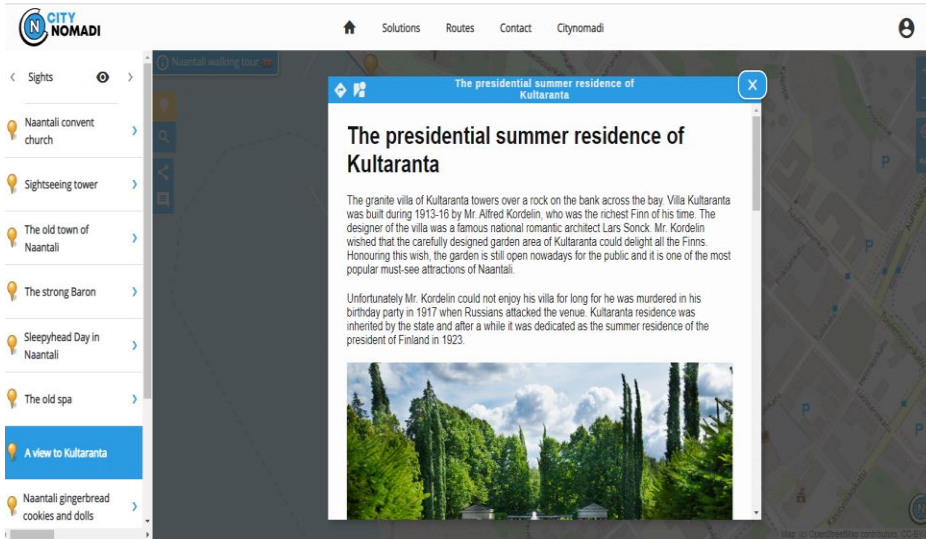 CITY
NOMADI
Solutions
Routes
Contact
Citynomadi
Sights
Naantali convent
church
Sightseeing tower
The old town of
Naantali
The strong Baron
Sleepyhead Day in
Naantali
The old spa
A view to Kultaranta
Naantali gingerbread
cookies and dolls
Naantali walking tour
The presidential summer residence of
Kultaranta
X
The presidential summer residence of
Kultaranta
The granite villa of Kultaranta towers over a rock on the bank across the bay. Villa Kultaranta
was built during 1913-16 by Mr. Alfred Kordelin, who was the richest Finn of his time. The
designer of the villa was a famous national romantic architect Lars Sonck. Mr. Kordelin
wished that the carefully designed garden area of Kultaranta could delight all the Finns.
Honouring this wish, the garden is still open nowadays for the public and it is one of the most
popular must-see attractions of Naantali.
Unfortunately Mr. Kordelin could not enjoy his villa for long for he was murdered in his
birthday party in 1917 when Russians attacked the venue. Kultaranta residence was
inherited by the state and after a while it was dedicated as the summer residence of the
president of Finland in 1923.
P
P
P
P
Map: (c) OpenStreetMap contributors, CC-BY